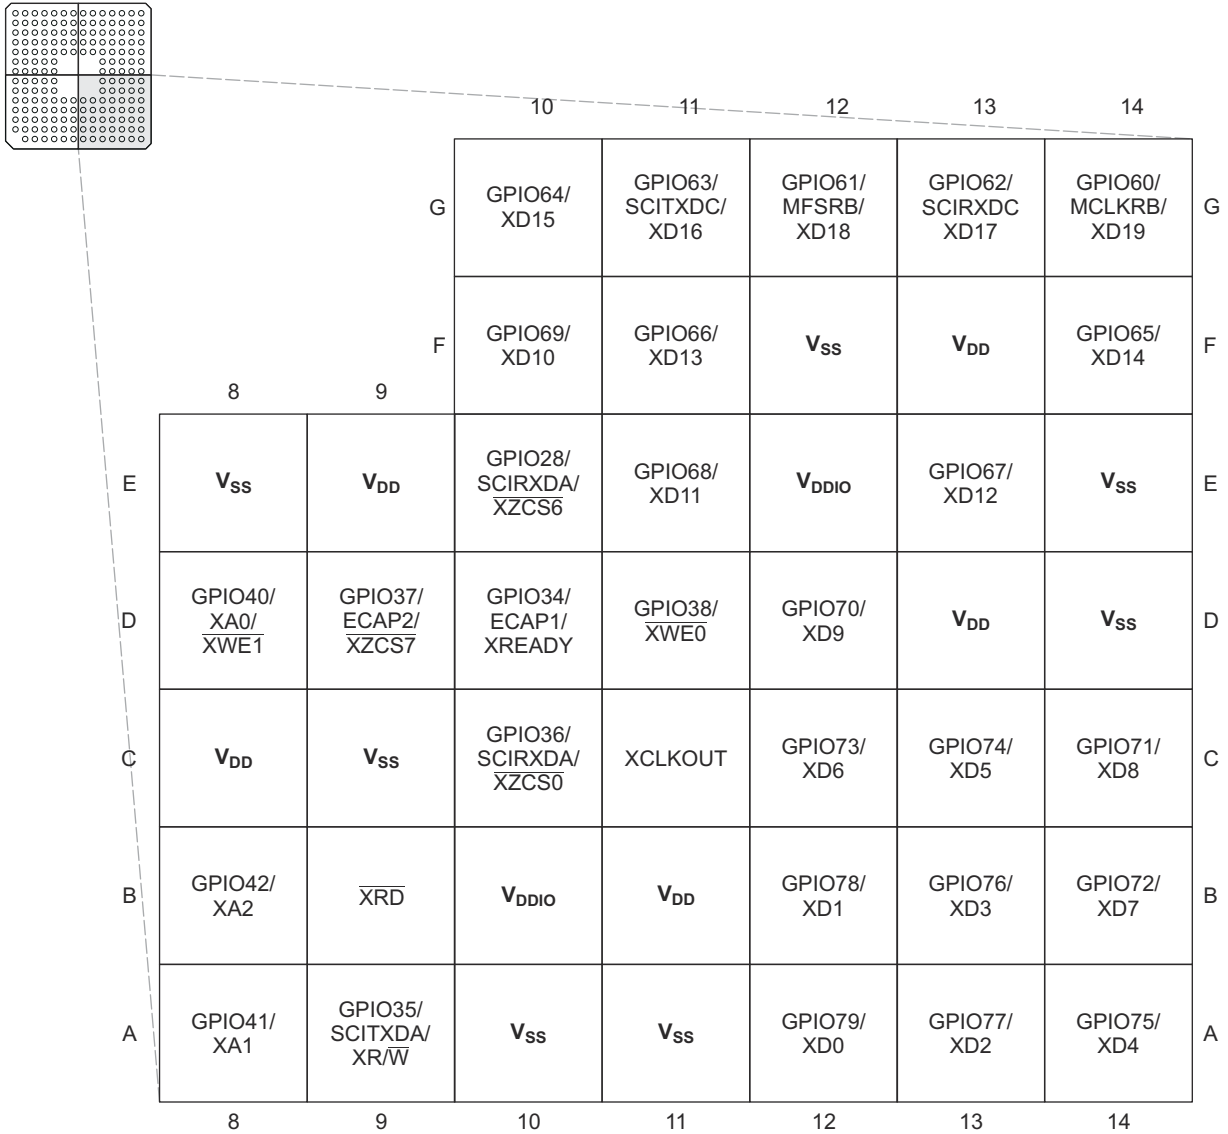 10 11 12 13 14
G GPIO64/ GPIO63/ GPIO61/ GPIO62/ GPIO60/ G
XD15 SCITXDC/ MFSRB/ SCIRXDC MCLKRB/
XD16 XD18 XD17 XD19
F GPIO69/ GPIO66/ VSS VDD GPIO65/ F
XD10 XD13 XD14
8 9
E VSS VDD GPIO28/ GPIO68/ VDDIO GPIO67/ VSS E
SCIRXDA/ XD11 XD12
XZCS6
D GPIO40/ GPIO37/ GPIO34/ GPIO38/ GPIO70/ VDD VSS D
XA0/ ECAP2/ ECAP1/ XWE0 XD9
XWE1 XZCS7 XREADY
C VDD VSS GPIO36/ XCLKOUT GPIO73/ GPIO74/ GPIO71/ C
SCIRXDA/ XD6 XD5 XD8
XZCS0
B GPIO42/ XRD VDDIO VDD GPIO78/ GPIO76/ GPIO72/ B
XA2 XD1 XD3 XD7
A GPIO41/ GPIO35/ VSS VSS GPIO79/ GPIO77/ GPIO75/ A
XA1 SCITXDA/ XD0 XD2 XD4
XR/W
8 9 10 11 12 13 14